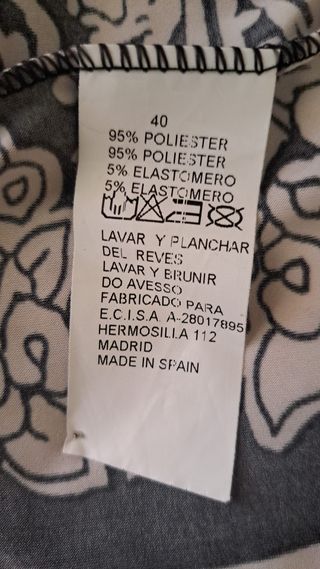 40
95% POLIESTER
95% POLIESTER
5% ELASTOMERO
5% ELASTOMERO
LAVAR Y PLANCHAR
DEL REVES
LAVAR Y BRUNIR
DO AVESSO
FABRICADO PARA
E.C.I.S.A. A-28017895
HERMOSILLA 112
MADRID
MADE IN SPAIN